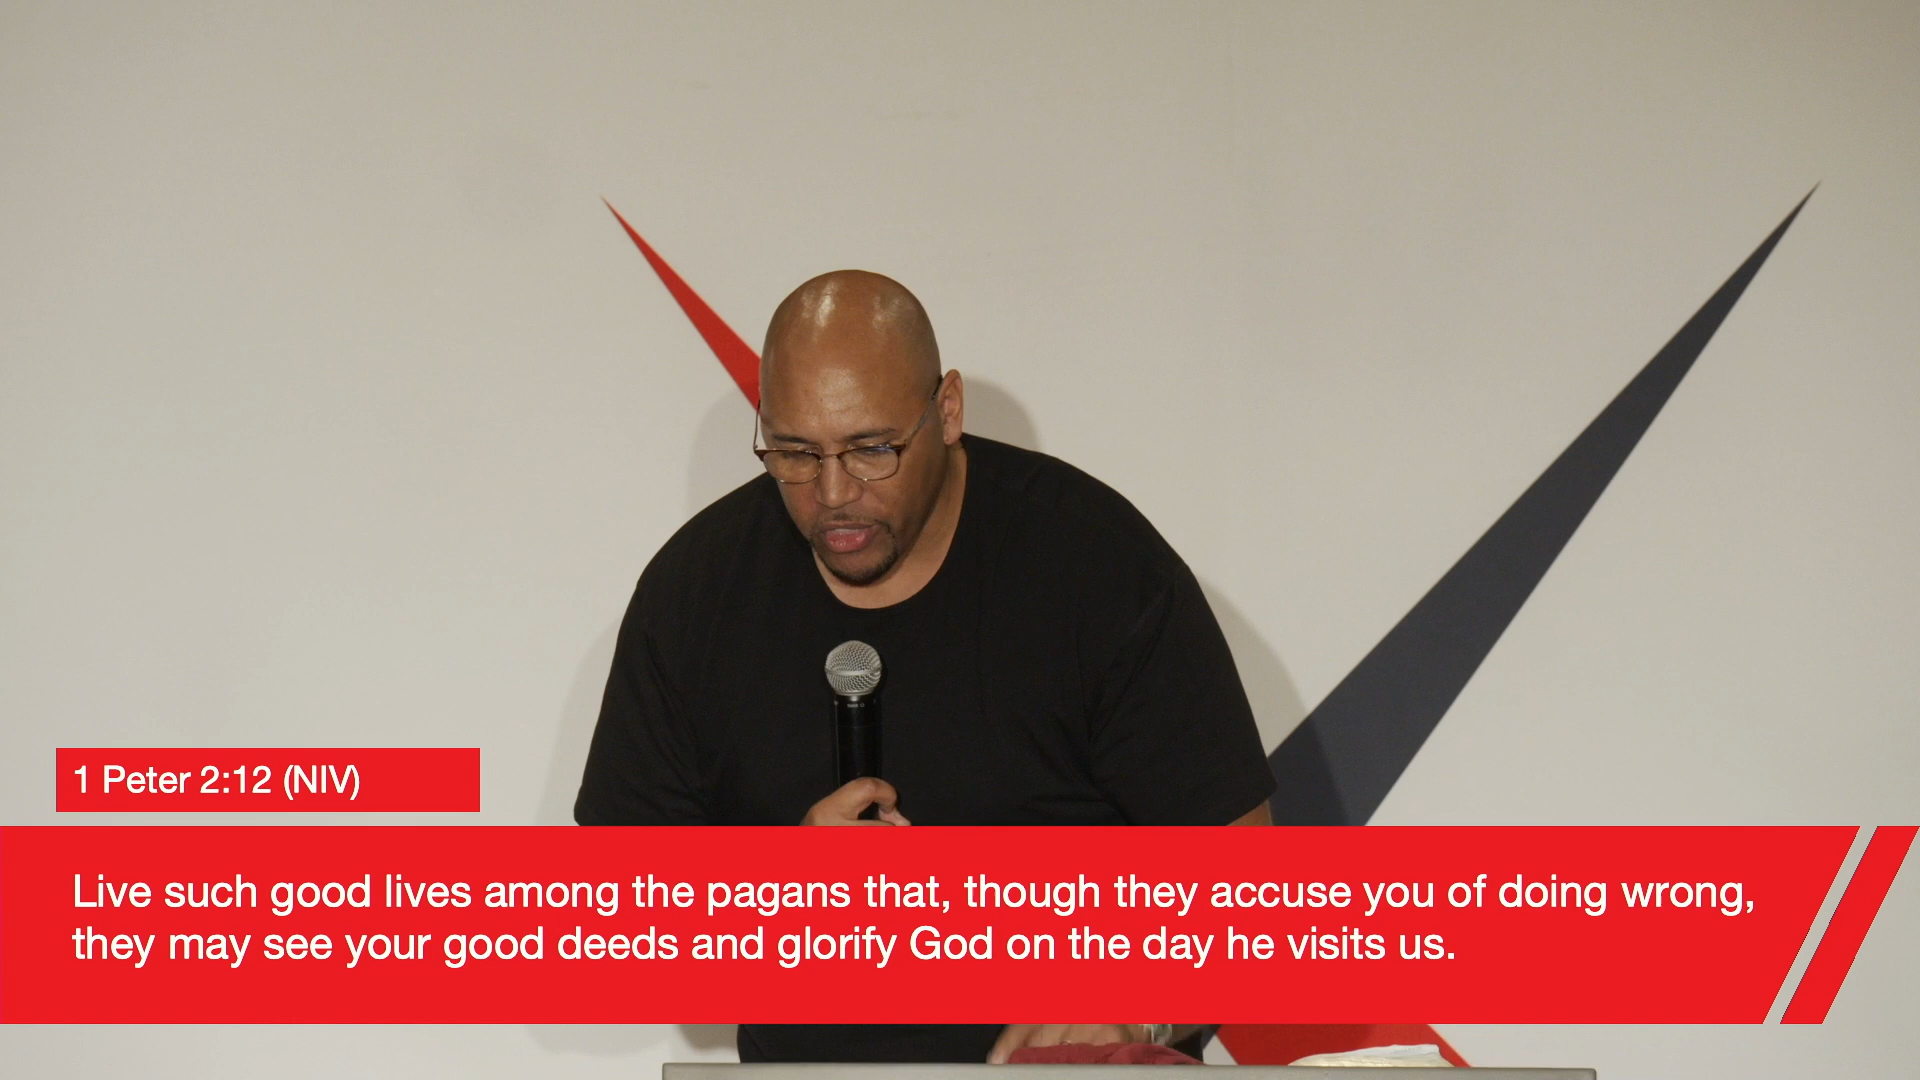 1 Peter 2:12 (NIV)
Live such good lives among the pagans that, though they accuse you of doing wrong,
they may see your good deeds and glorify God on the day he visits us.